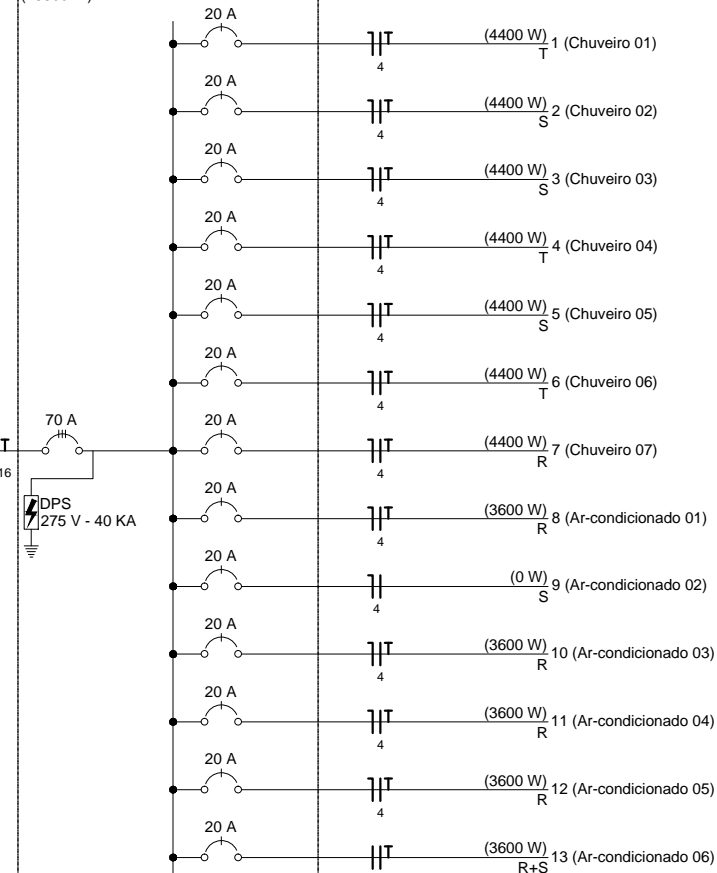 20 A
(4400 W) 1 (Chuveiro 01)
T
4
20 A
(4400 W) 2 (Chuveiro 02)
S
4
20 A
(4400 W) 3 (Chuveiro 03)
S
4
20 A
(4400 W) 4 (Chuveiro 04)
T
4
20 A
(4400 W) 5 (Chuveiro 05)
S
4
20 A
(4400 W) 6 (Chuveiro 06)
T
4
70 A
20 A
(4400 W) 7 (Chuveiro 07)
R
4
16
DPS
275 V - 40 KA
20 A
(3600 W) 8 (Ar-condicionado 01)
R
4
20 A
(0 W) 9 (Ar-condicionado 02)
S
4
20 A
(3600 W) 10 (Ar-condicionado 03)
R
4
20 A
(3600 W) 11 (Ar-condicionado 04)
R
4
20 A
(3600 W) 12 (Ar-condicionado 05)
R
4
20 A
(3600 W) 13 (Ar-condicionado 06)
R+S